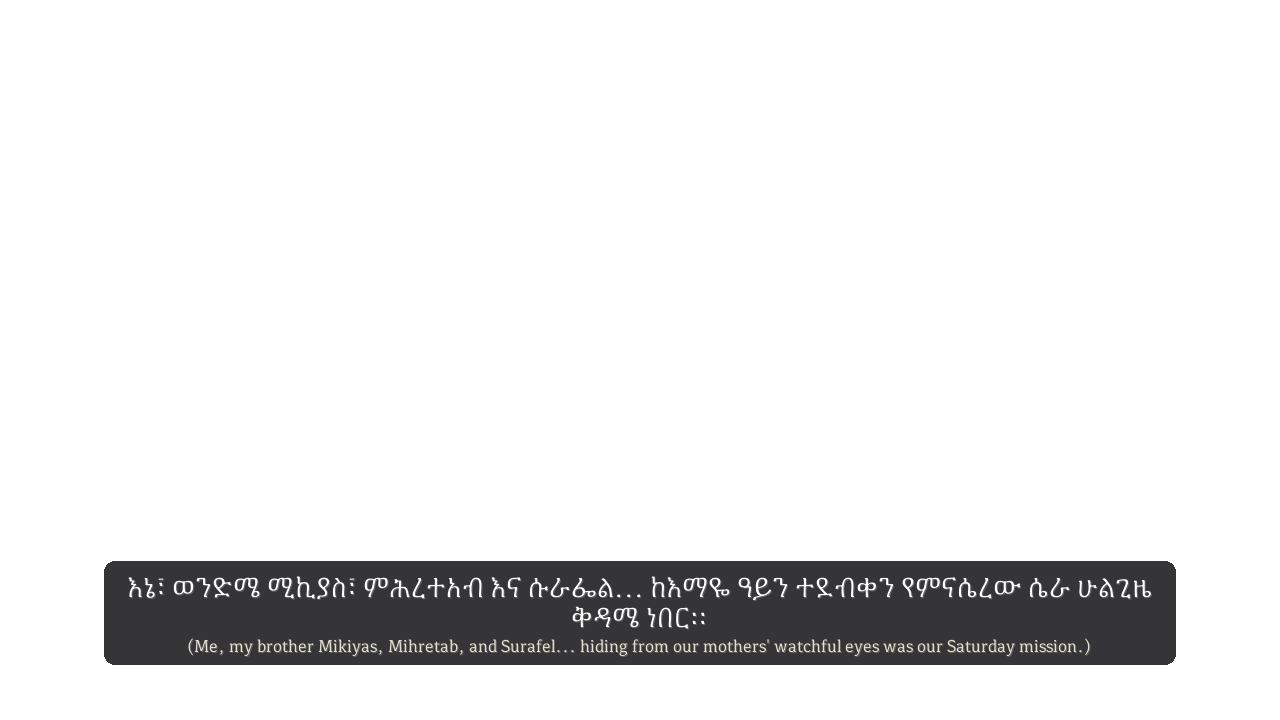 እኔ፣ ወንድሜ ሚኪያስ፣ ምሕረተአብ እና ሱራፌል... ከእማዬ ዓይን ተደብቀን የምናሴረው ሴራ ሁልጊዜ
ቅዳሜ ነበር።
(Me, my brother Mikiyas, Mihretab, and Surafel... hiding from our mothers' watchful eyes was our Saturday mission.)